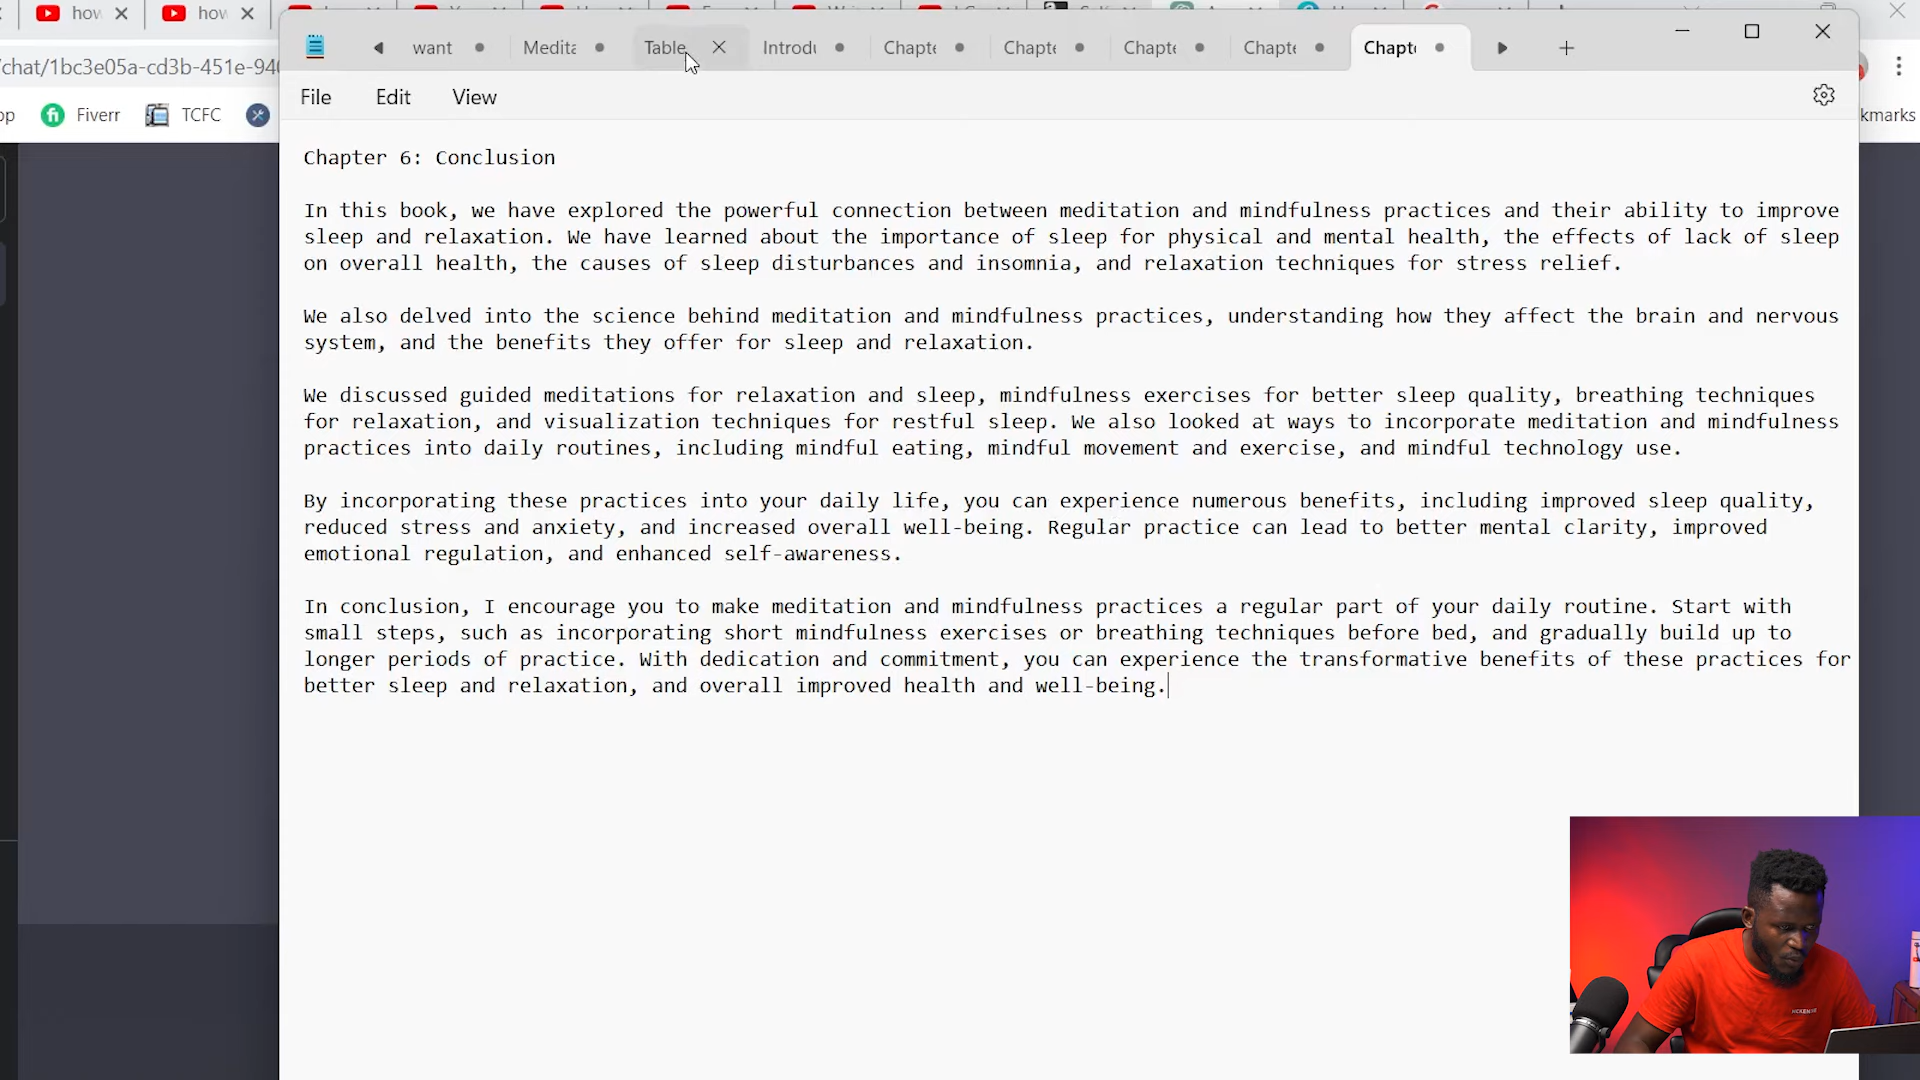 how
how
/chat/1bc3e05a-cd3b-451e-940
Fiverr
TCFC
kmarks
want
Medita
Table
Introdu
Chapte
Chapte
Chapte
Chapte
Chapte
File
Edit
View
Chapter 6: Conclusion
In this book, we have explored the powerful connection between meditation and mindfulness practices and their ability to improve
sleep and relaxation. We have learned about the importance of sleep for physical and mental health, the effects of lack of sleep
on overall health, the causes of sleep disturbances and insomnia, and relaxation techniques for stress relief.
We also delved into the science behind meditation and mindfulness practices, understanding how they affect the brain and nervous
system, and the benefits they offer for sleep and relaxation.
We discussed guided meditations for relaxation and sleep, mindfulness exercises for better sleep quality, breathing techniques
for relaxation, and visualization techniques for restful sleep. We also looked at ways to incorporate meditation and mindfulness
practices into daily routines, including mindful eating, mindful movement and exercise, and mindful technology use.
By incorporating these practices into your daily life, you can experience numerous benefits, including improved sleep quality,
reduced stress and anxiety, and increased overall well-being. Regular practice can lead to better mental clarity, improved
emotional regulation, and enhanced self-awareness.
In conclusion, I encourage you to make meditation and mindfulness practices a regular part of your daily routine. Start with
small steps, such as incorporating short mindfulness exercises or breathing techniques before bed, and gradually build up to
longer periods of practice. With dedication and commitment, you can experience the transformative benefits of these practices for
better sleep and relaxation, and overall improved health and well-being.